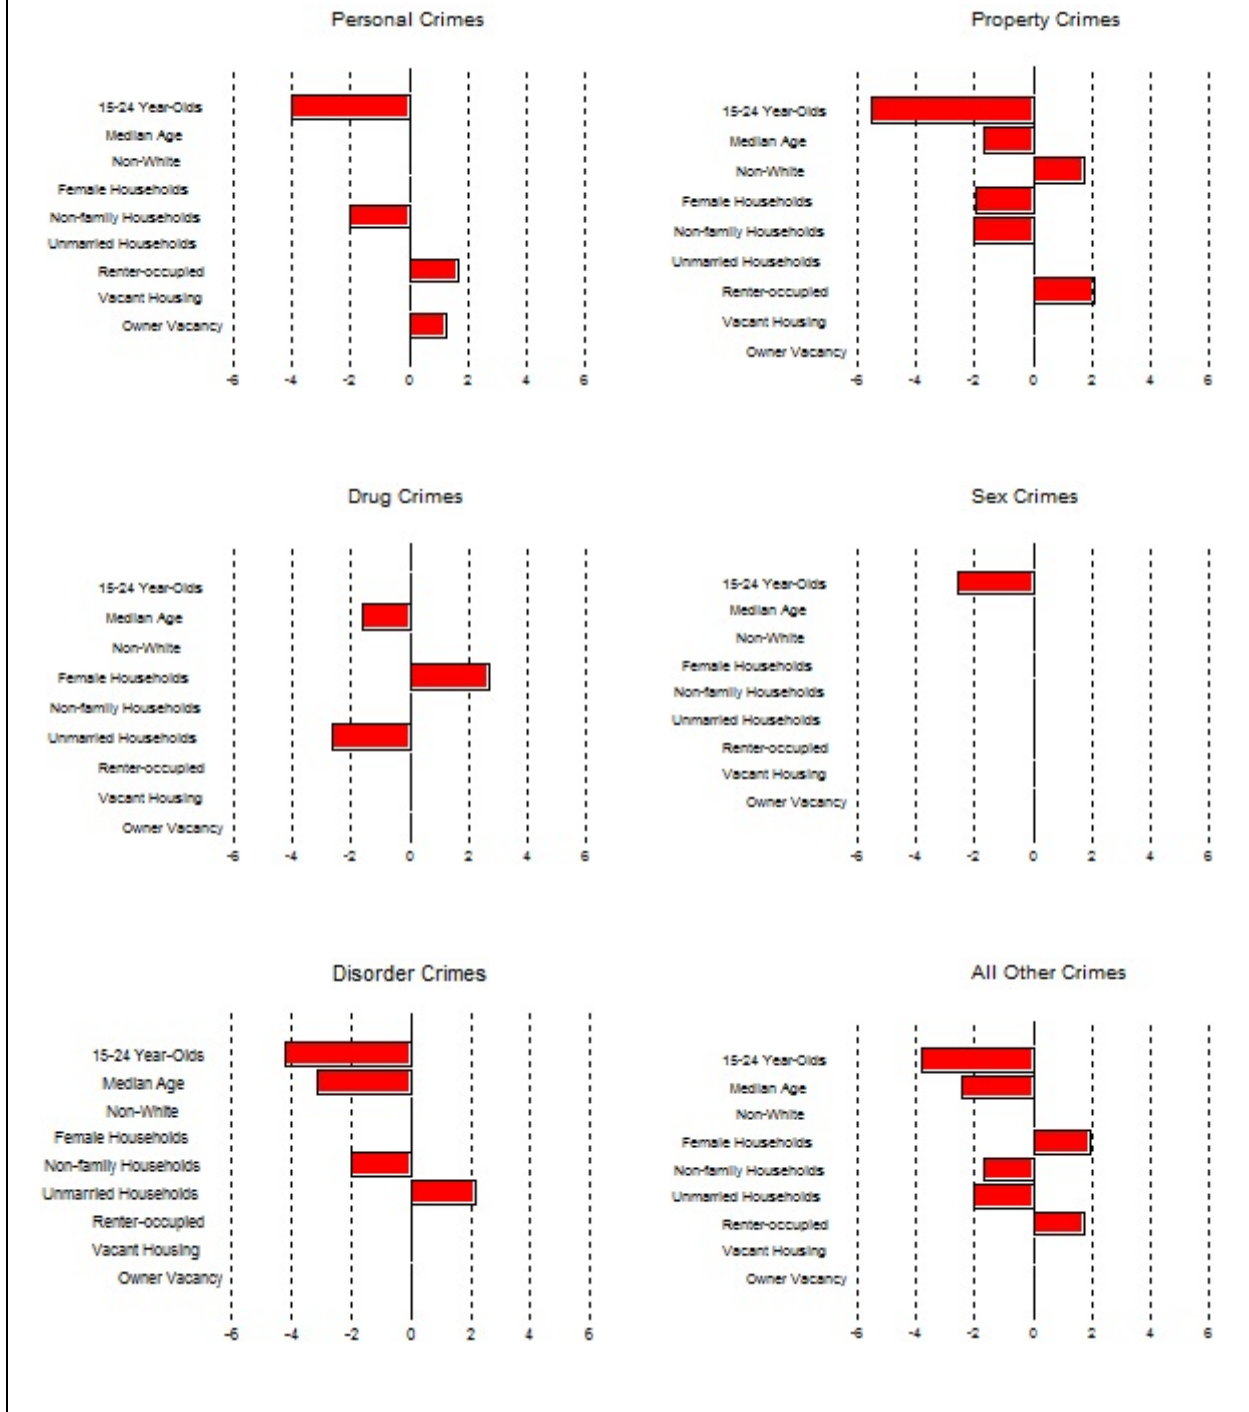 Personal Crimes
15-24 Year-Olds
Median Age
Non-White
Female Households
Non-family Households
Unmarried Households
Renter-occupied
Vacant Housing
Owner Vacancy
-6 -4 -2 0 2 4 6
Property Crimes
15-24 Year-Olds
Median Age
Non-White
Female Households
Non-family Households
Unmarried Households
Renter-occupied
Vacant Housing
Owner Vacancy
-6 -4 -2 0 2 4 6
Drug Crimes
15-24 Year-Olds
Median Age
Non-White
Female Households
Non-family Households
Unmarried Households
Renter-occupied
Vacant Housing
Owner Vacancy
-6 -4 -2 0 2 4 6
Sex Crimes
15-24 Year-Olds
Median Age
Non-White
Female Households
Non-family Households
Unmarried Households
Renter-occupied
Vacant Housing
Owner Vacancy
-6 -4 -2 0 2 4 6
Disorder Crimes
15-24 Year-Olds
Median Age
Non-White
Female Households
Non-family Households
Unmarried Households
Renter-occupied
Vacant Housing
Owner Vacancy
-6 -4 -2 0 2 4 6
All Other Crimes
15-24 Year-Olds
Median Age
Non-White
Female Households
Non-family Households
Unmarried Households
Renter-occupied
Vacant Housing
Owner Vacancy
-6 -4 -2 0 2 4 6